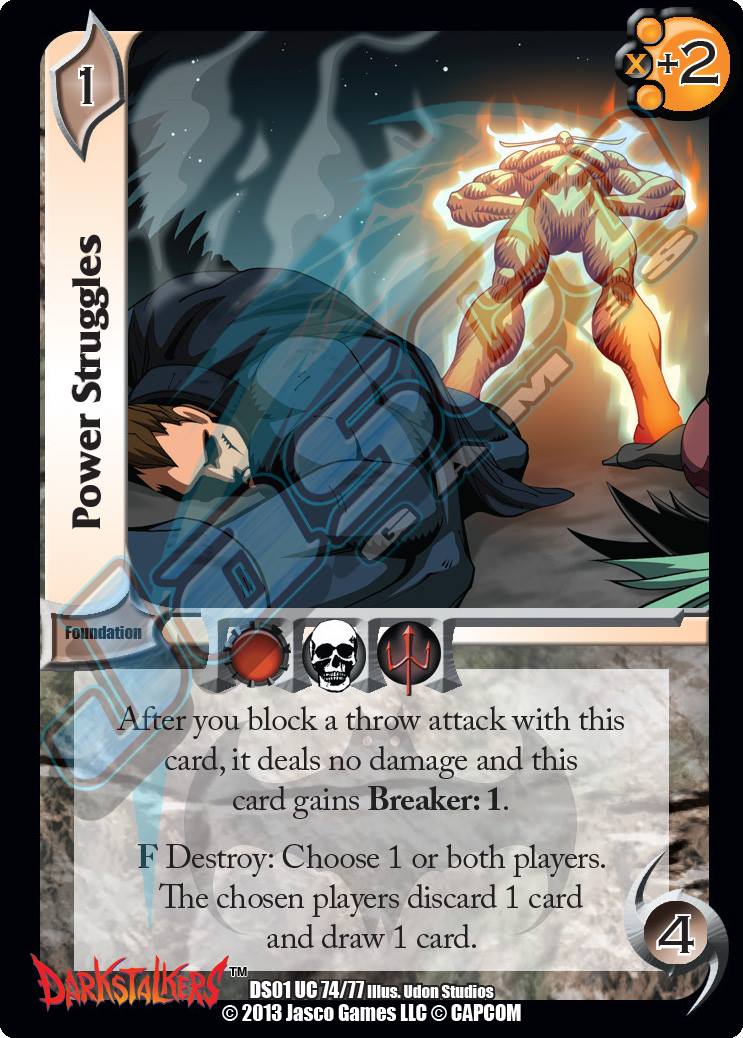 1
X +2
Power Struggles
JASCO
GAMES
Foundation
After you block a throw attack with this
card, it deals no damage and this
card gains Breaker: 1.
F Destroy: Choose 1 or both players.
The chosen players discard 1 card
and draw 1 card.
4
DARKSTALKERS™
DS01 UC 74/77 Illus. Udon Studios
© 2013 Jasco Games LLC © CAPCOM